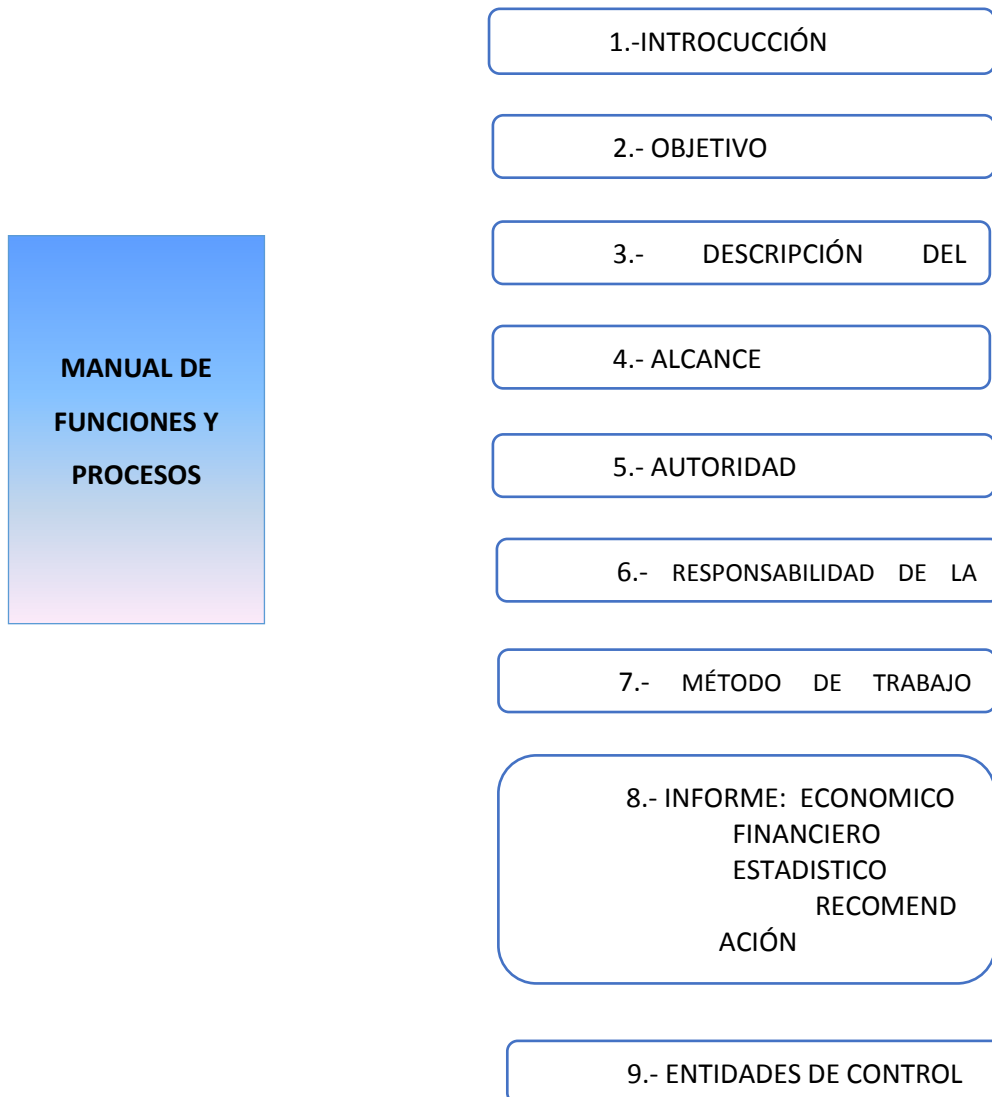 1.-INTROCUCCIÓN
2.- OBJETIVO
3.- DESCRIPCIÓN DEL
4.- ALCANCE
MANUAL DE
FUNCIONES Y
PROCESOS
5.- AUTORIDAD
6.- RESPONSABILIDAD DE LA
7.- MÉTODO DE TRABAJO
8.- INFORME: ECONOMICO
FINANCIERO
ESTADISTICO
RECOMEND
ACIÓN
9.- ENTIDADES DE CONTROL